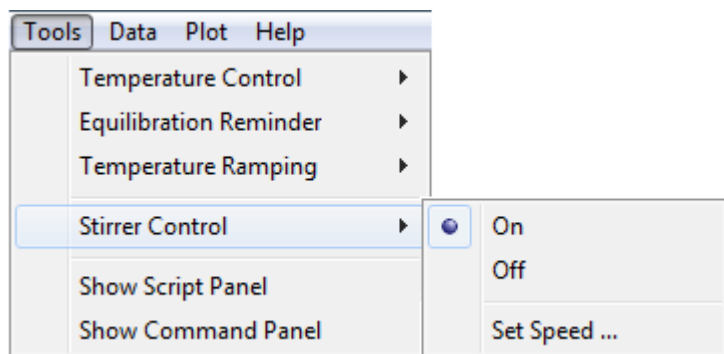 Tools Data Plot Help
Temperature Control
Equilibration Reminder
Temperature Ramping
Stirrer Control
On
Off
Set Speed ...
Show Script Panel
Show Command Panel